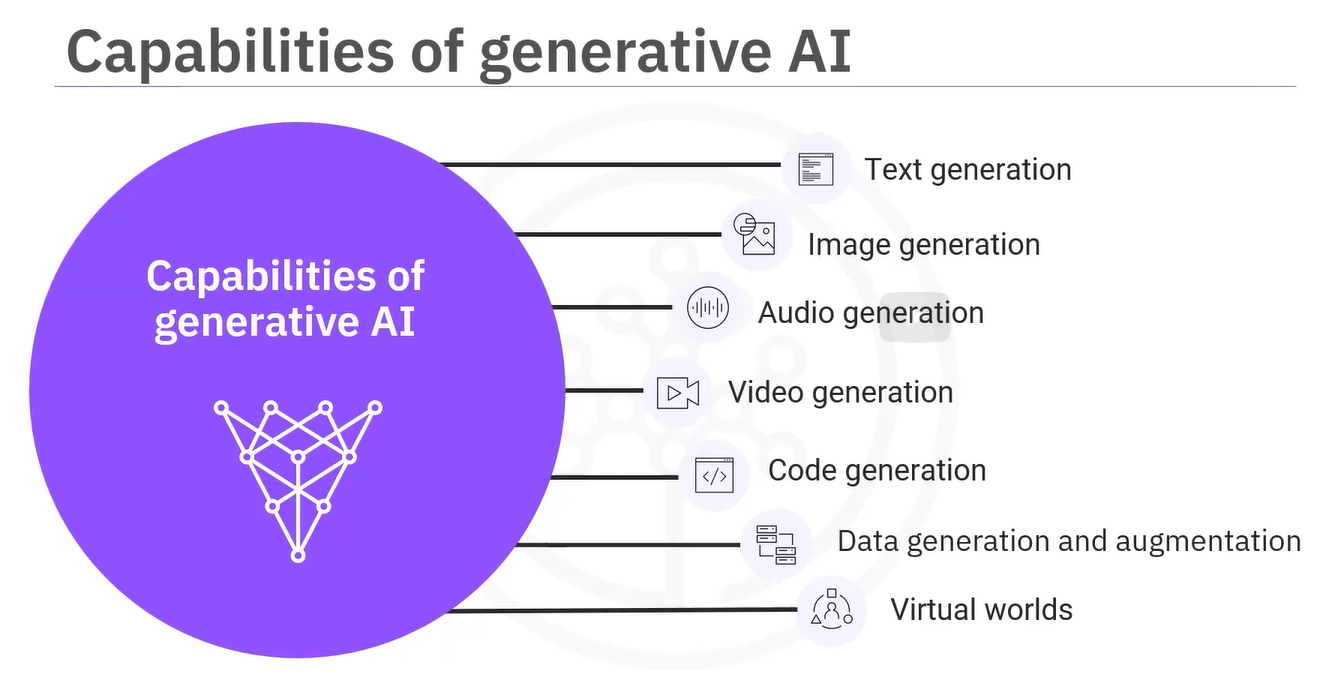 Capabilities of generative AI
Capabilities of
generative AI
Text generation
Image generation
Audio generation
Video generation
Code generation
Data generation and augmentation
Virtual worlds